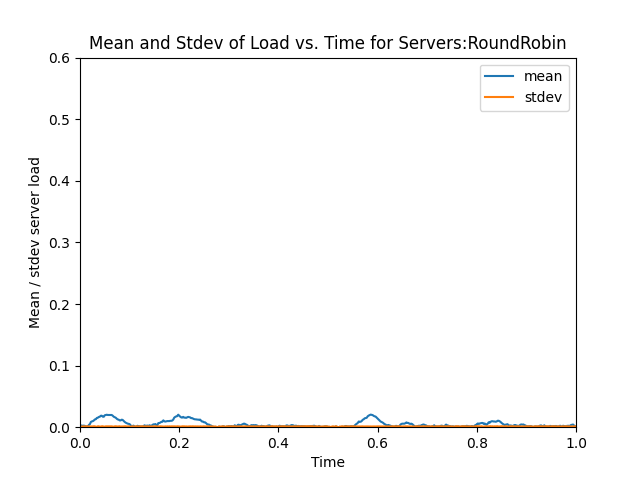 Mean and Stdev of Load vs. Time for Servers:RoundRobin
mean
stdev
Mean / stdev server load
0.6
0.5
0.4
0.3
0.2
0.1
0.0
0.0 0.2 0.4 0.6 0.8 1.0
Time